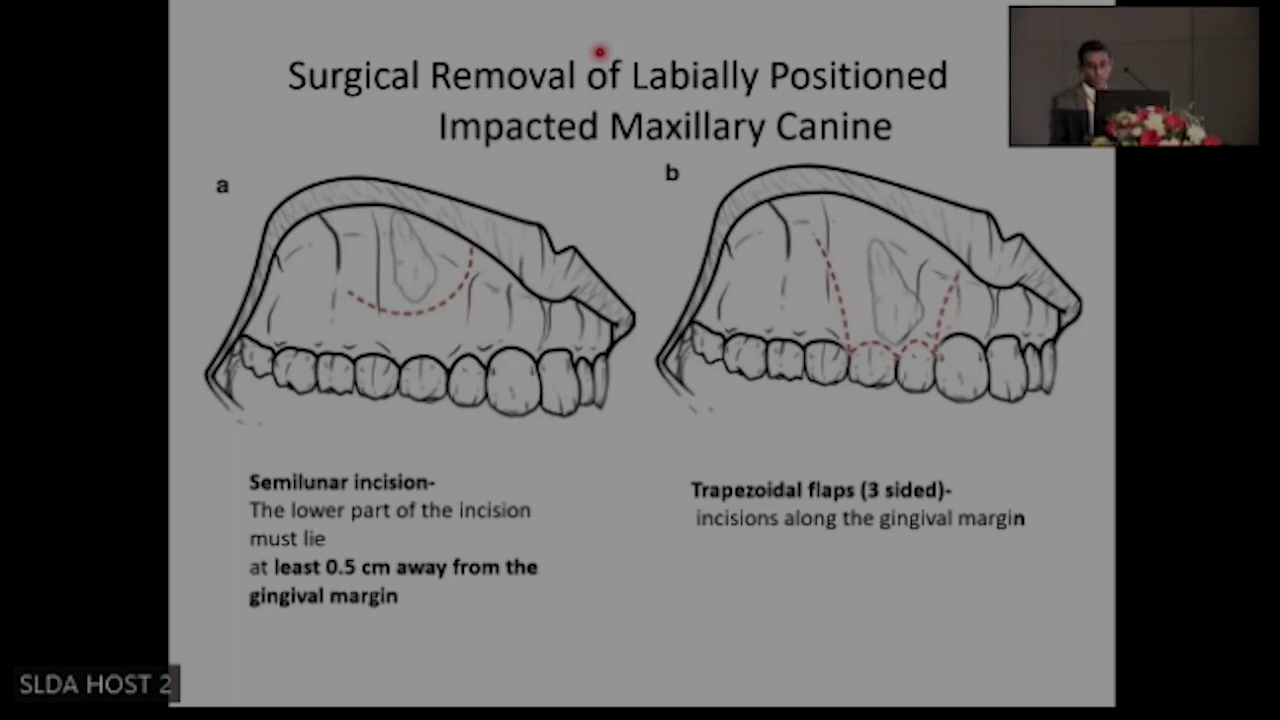 Surgical Removal of Labially Positioned
Impacted Maxillary Canine
a
b
Semilunar incision-
The lower part of the incision
must lie
at least 0.5 cm away from the
gingival margin
Trapezoidal flaps (3 sided)-
incisions along the gingival margin
SLDA HOST 2